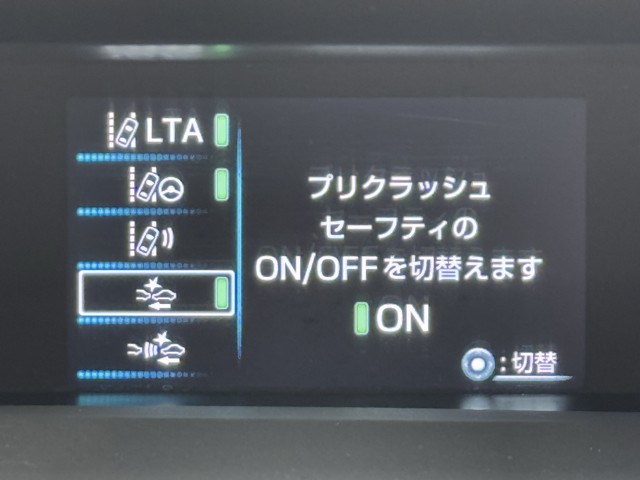 LTA
プリクラッシュ
セーフティの
ON/OFFを切替えます
ON
:切替